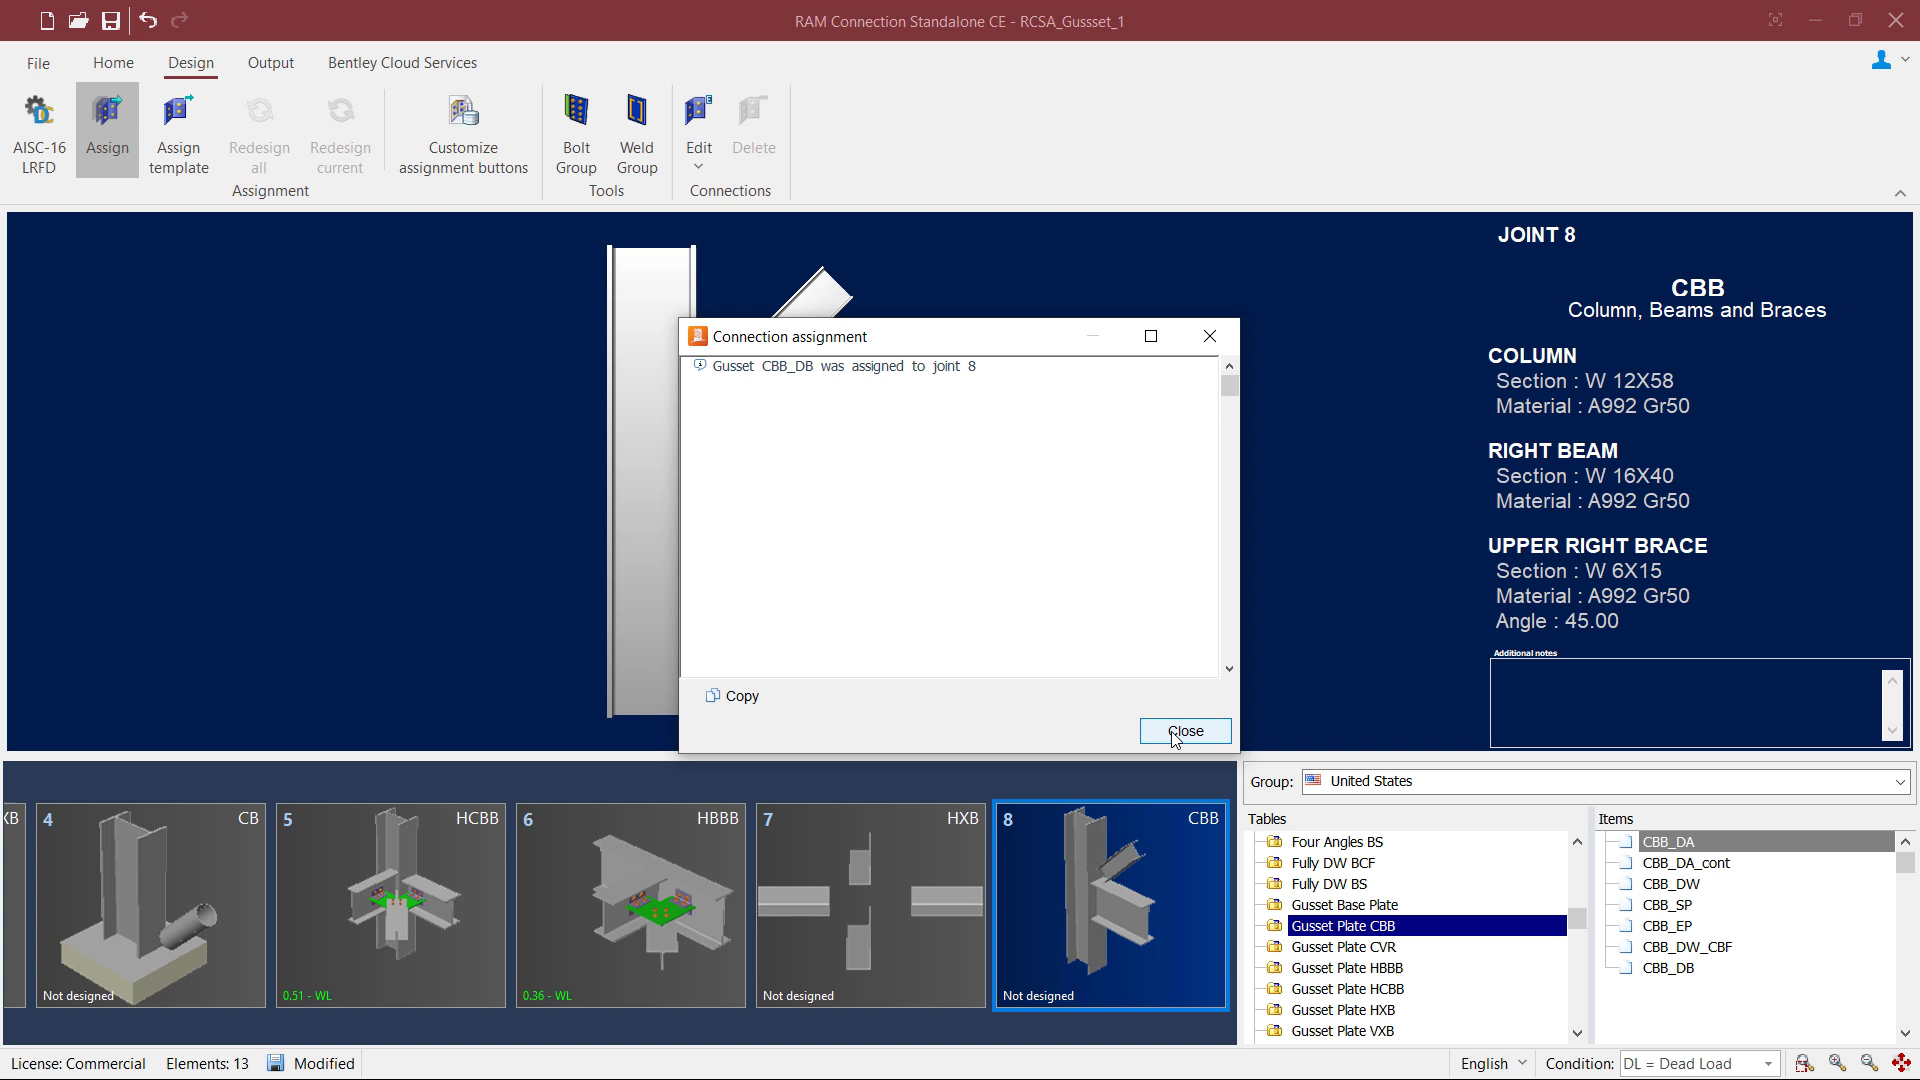 RAM Connection Standalone CE - RCSA_Gussset_1
File
Home
Design
Output
Bentley Cloud Services
AISC-16
LRFD
Assign
Assign
template
Redesign
all
Redesign
current
Customize
assignment buttons
Bolt
Group
Weld
Group
Edit
Delete
Assignment
Tools
Connections
JOINT 8
CBB
Column, Beams and Braces
COLUMN
Section : W 12X58
Material : A992 Gr50
RIGHT BEAM
Section : W 16X40
Material : A992 Gr50
UPPER RIGHT BRACE
Section : W 6X15
Material : A992 Gr50
Angle : 45.00
Additional notes
Connection assignment
Gusset CBB_DB was assigned to joint 8
Copy
Close
XB
4
CB
Not designed
5
HCBB
0.51 - WL
6
HBBB
0.36 - WL
7
HXB
Not designed
8
CBB
Not designed
Group:
United States
Tables
Four Angles BS
Fully DW BCF
Fully DW BS
Gusset Base Plate
Gusset Plate CBB
Gusset Plate CVR
Gusset Plate HBBB
Gusset Plate HCBB
Gusset Plate HXB
Gusset Plate VXB
Items
CBB_DA
CBB_DA_cont
CBB_DW
CBB_SP
CBB_EP
CBB_DW_CBF
CBB_DB
License: Commercial
Elements: 13
Modified
English
Condition:
DL = Dead Load